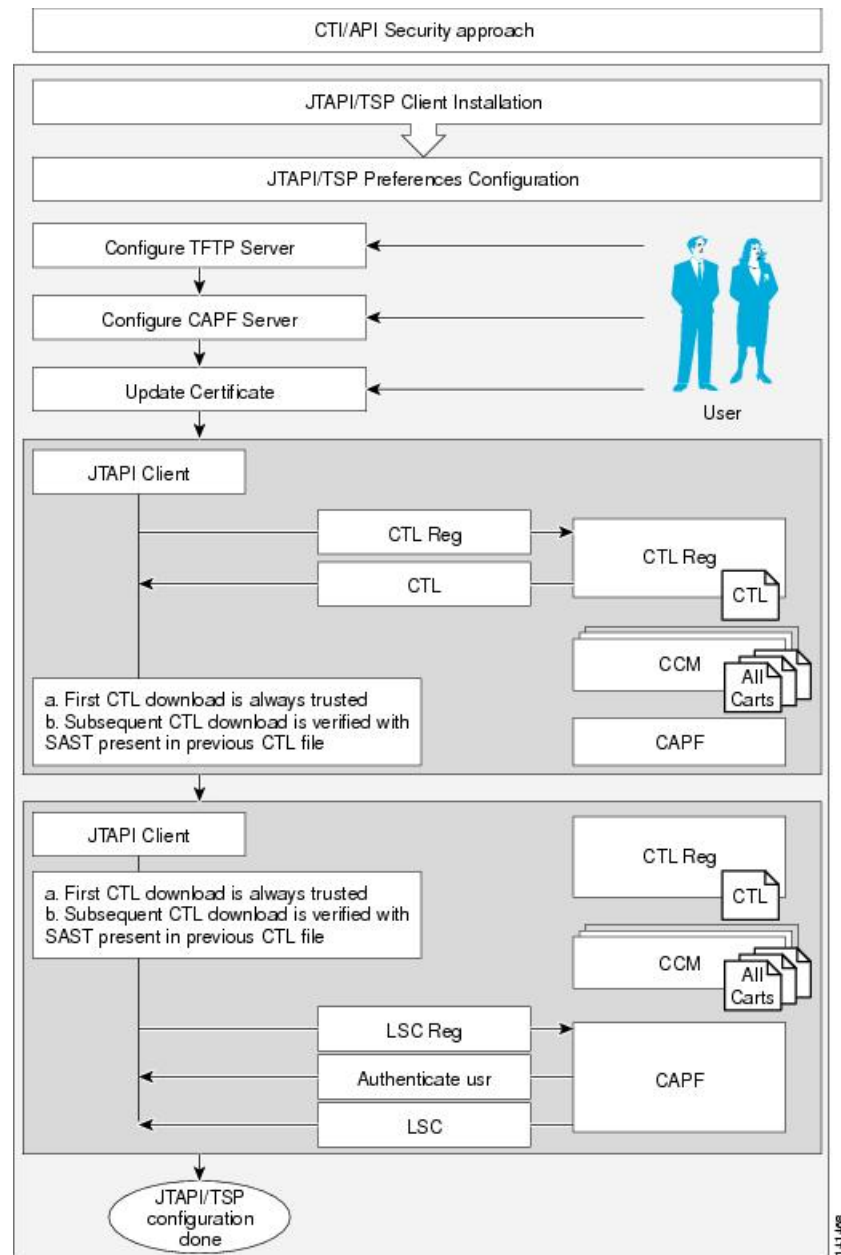 CTI/API Security approach
JTAPI/TSP Client Installation
JTAPI/TSP Preferences Configuration
Configure TFTP Server
Configure CAPF Server
Update Certificate
User
JTAPI Client
CTL Reg
CTL Reg
CTL
CTL
CCM
All
Carts
a. First CTL download is always trusted
b. Subsequent CTL download is verified with
SAST present in previous CTL file
CAPF
JTAPI Client
CTL Reg
a. First CTL download is always trusted
b. Subsequent CTL download is verified with
SAST present in previous CTL file
CTL
CCM
All
Carts
LSC Reg
Authenticate usr
CAPF
LSC
JTAPI/TSP
configuration
done